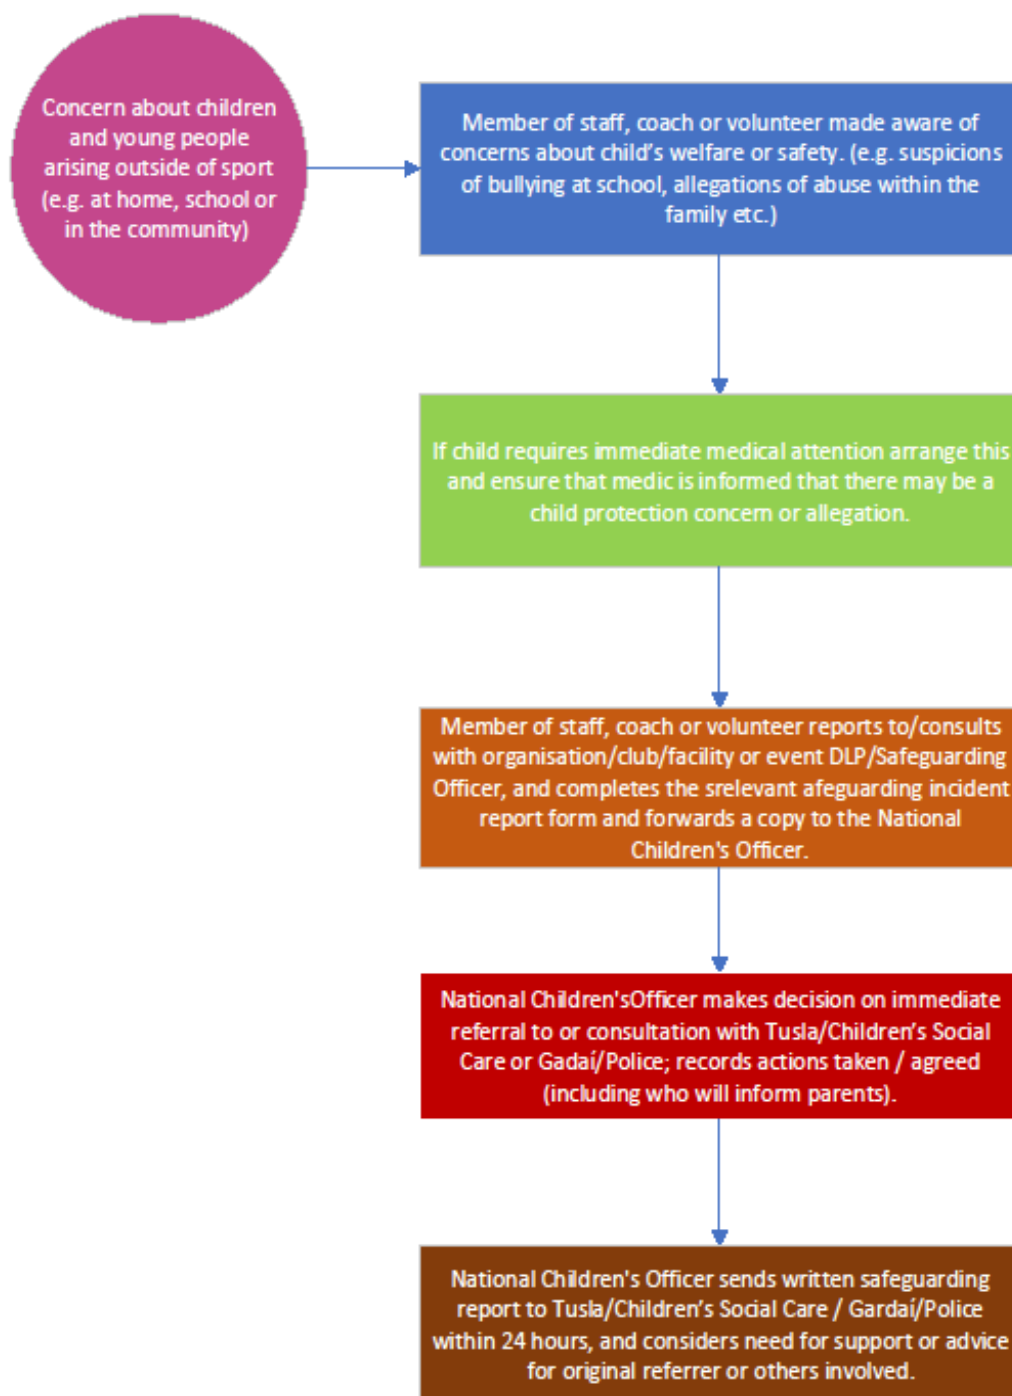 Concern about children
and young people
arising outside of sport
(e.g. at home, school or
in the community)
Member of staff, coach or volunteer made aware of
concerns about child's welfare or safety. (e.g. suspicions
of bullying at school, allegations of abuse within the
family etc.)
If child requires immediate medical attention arrange this
and ensure that medic is informed that there may be a
child protection concern or allegation.
Member of staff, coach or volunteer reports to/consults
with organisation/club/facility or event DLP/Safeguarding
Officer, and completes the srelevant afeguarding incident
report form and forwards a copy to the National
Children's Officer.
National Children'sOfficer makes decision on immediate
referral to or consultation with Tusla/Children’s Social
Care or Gadaí/Police; records actions taken / agreed
(including who will inform parents).
National Children's Officer sends written safeguarding
report to Tusla/Children’s Social Care / Gardaí/Police
within 24 hours, and considers need for support or advice
for original referrer or others involved.